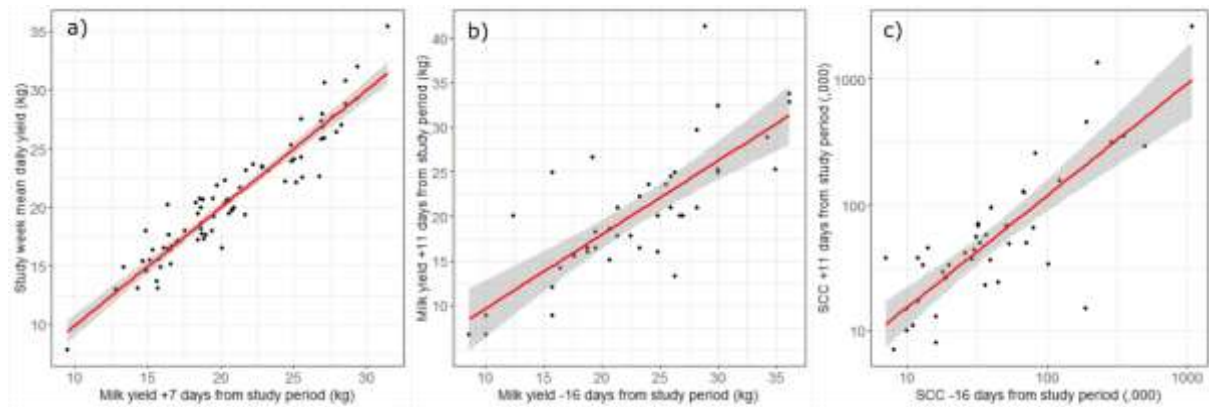 a)
Study week mean daily yield (kg)
35
30
25
20
15
10
10 15 20 25 30
Milk yield +7 days from study period (kg)
b)
Milk yield +11 days from study period (kg)
40
35
30
25
20
15
10
10 15 20 25 30 35
Milk yield -16 days from study period (kg)
c)
SCC +11 days from study period (,000)
1000
100
10
10 100 1000
SCC -16 days from study period (,000)